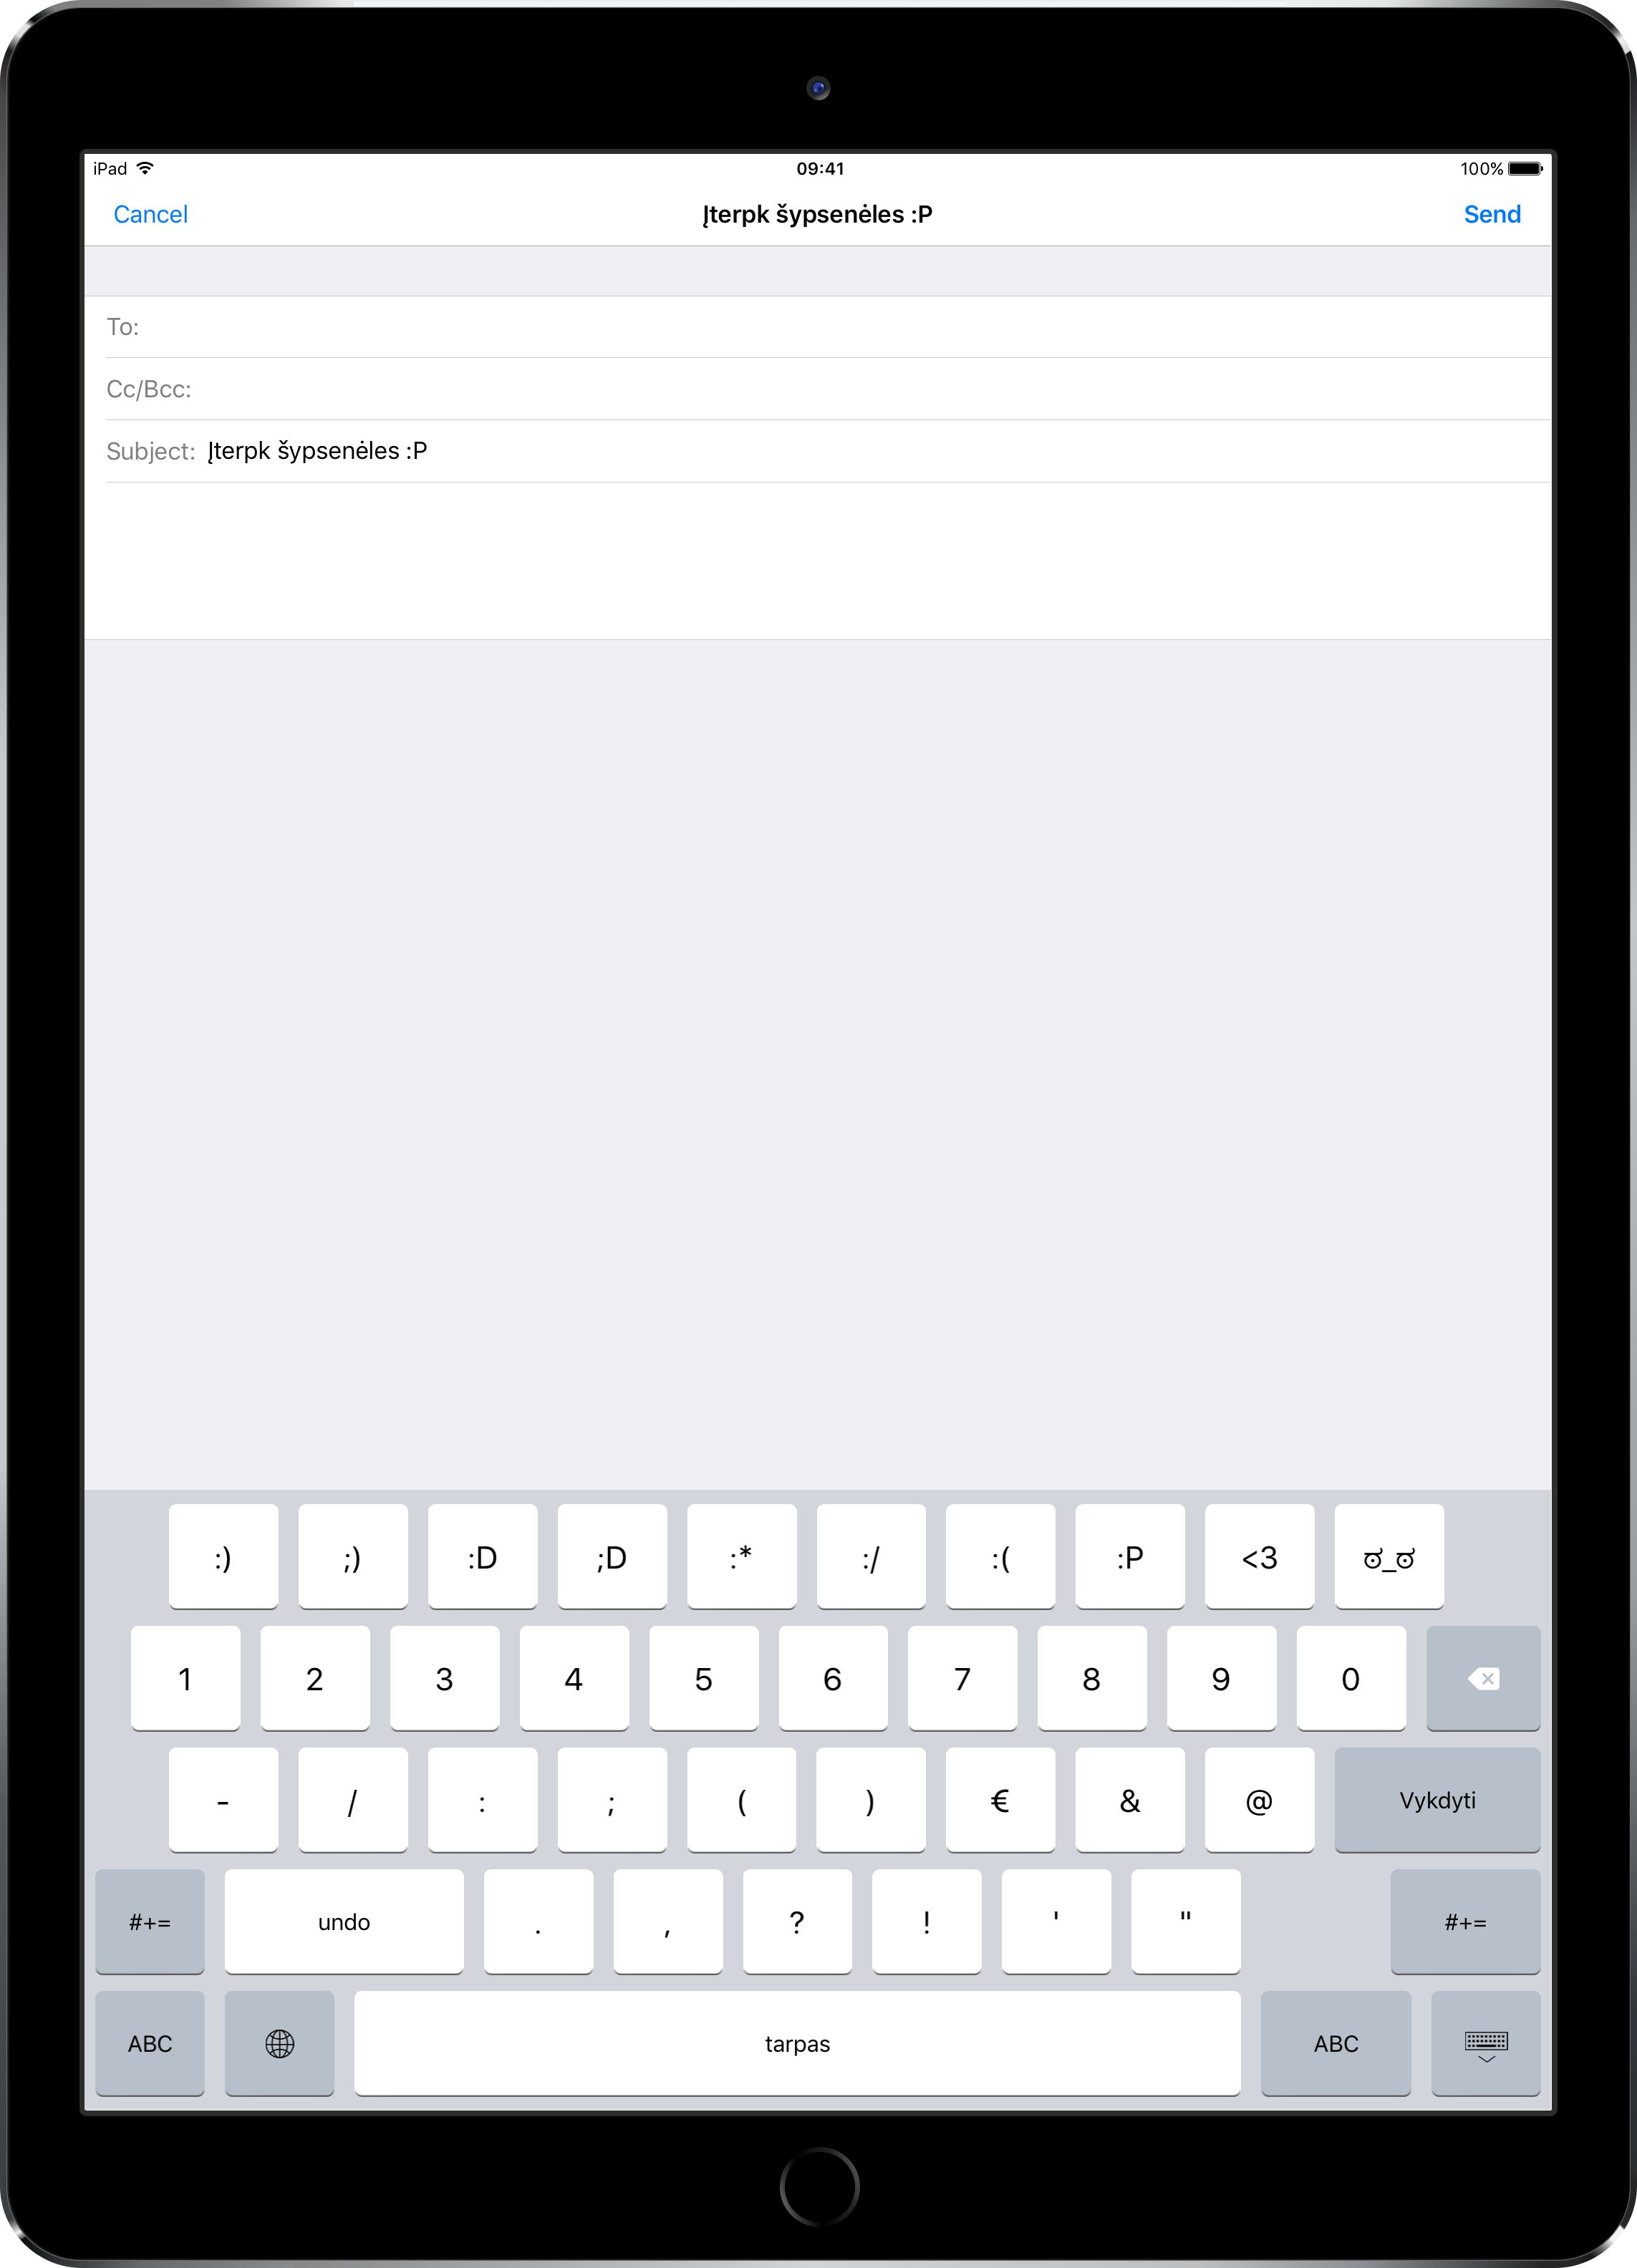 iPad 09:41 100%
Cancel Įterpk šypsenėles :P Send
To:
Cc/Bcc:
Subject: Įterpk šypsenėles :P
:) ;) :D ;D :* :/ :( :P <3 ಠ_ಠ
1 2 3 4 5 6 7 8 9 0
- / : ; ( ) € & @ Vykdyti
#+= undo . , ? ! ' " #+=
ABC tarpas ABC